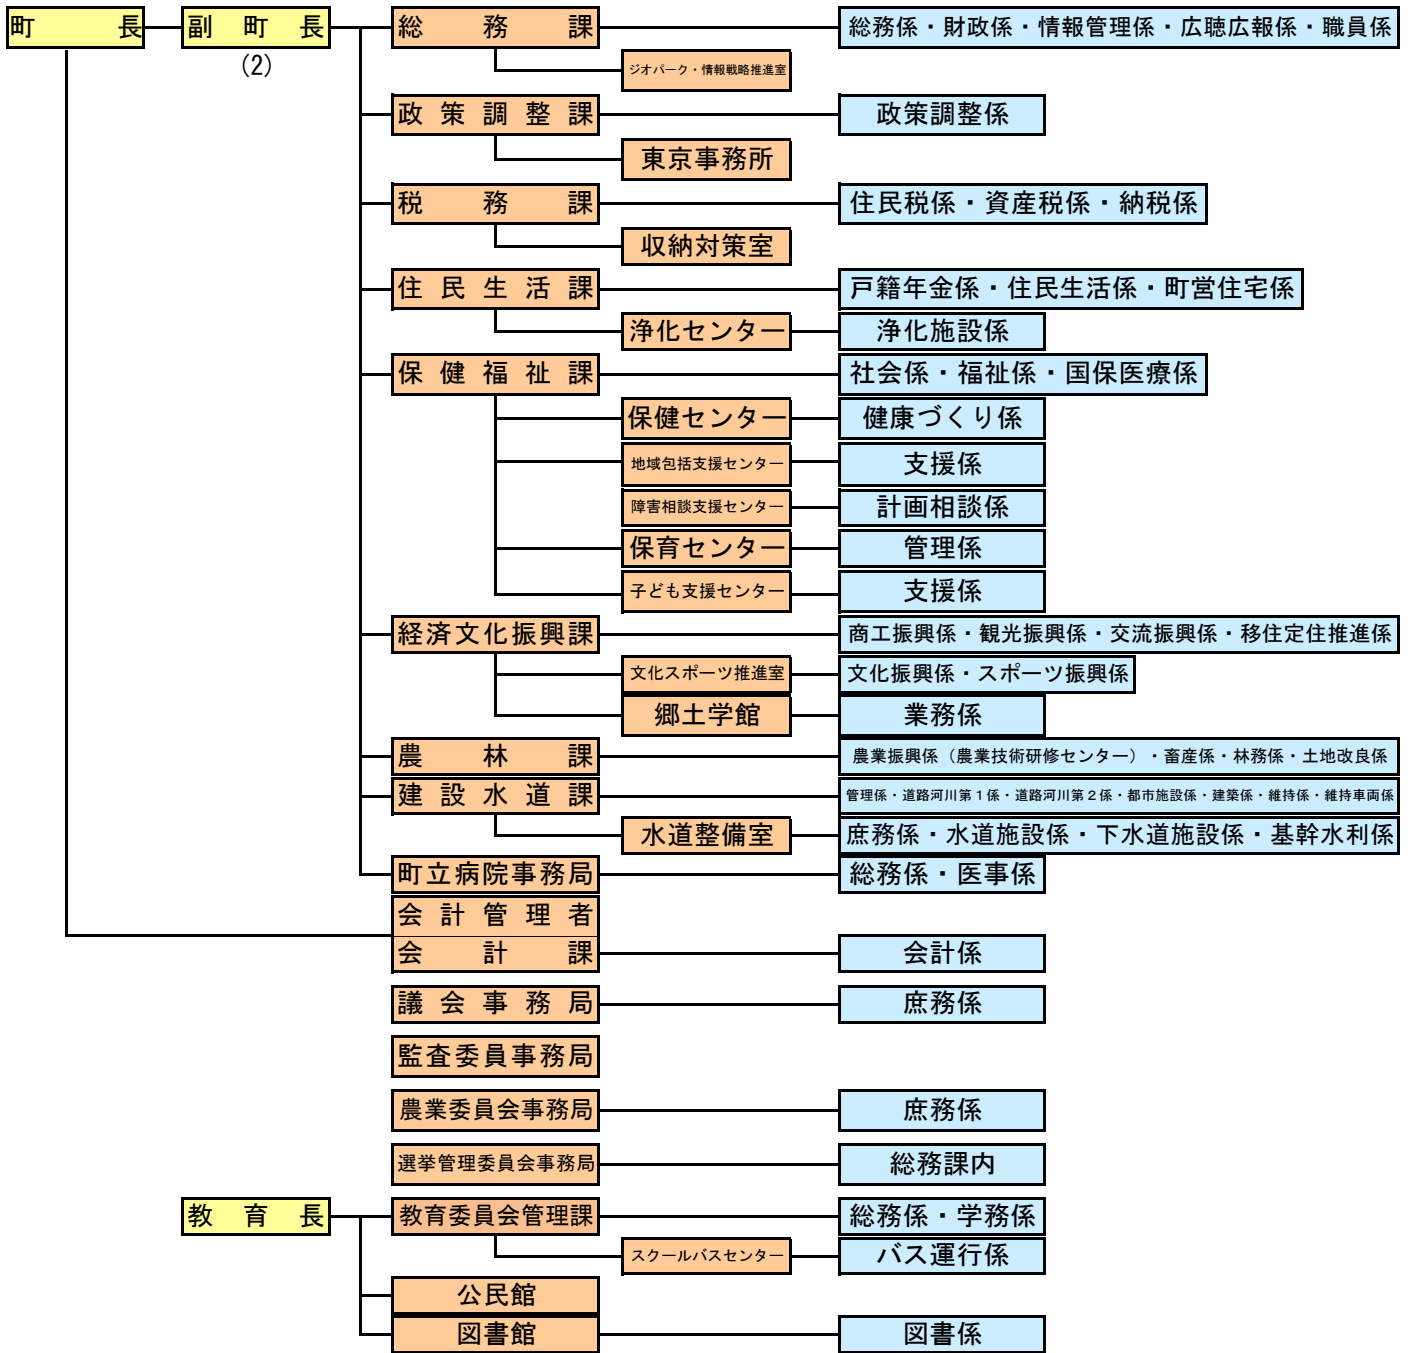 町長 副町長 総務課 総務係・財政係・情報管理係・広聴広報係・職員係
(2)
ジオパーク・情報戦略推進室
政策調整課 政策調整係
東京事務所
税務課 住民税係・資産税係・納税係
収納対策室
住民生活課 戸籍年金係・住民生活係・町営住宅係
浄化センター 浄化施設係
保健福祉課 社会係・福祉係・国保医療係
保健センター 健康づくり係
地域包括支援センター 支援係
障害相談支援センター 計画相談係
保育センター 管理係
子ども支援センター 支援係
経済文化振興課 商工振興係・観光振興係・交流振興係・移住定住推進係
文化スポーツ推進室 文化振興係・スポーツ振興係
郷土学館 業務係
農林課 農業振興係（農業技術研修センター）・畜産係・林務係・土地改良係
建設水道課 管理係・道路河川第１係・道路河川第２係・都市施設係・建築係・維持係・維持車両係
水道整備室 庶務係・水道施設係・下水道施設係・基幹水利係
町立病院事務局 総務係・医事係
会計管理者
会計課 会計係
議会事務局 庶務係
監査委員事務局
農業委員会事務局 庶務係
選挙管理委員会事務局 総務課内
教育長 教育委員会管理課 総務係・学務係
スクールバスセンター バス運行係
公民館
図書館 図書係